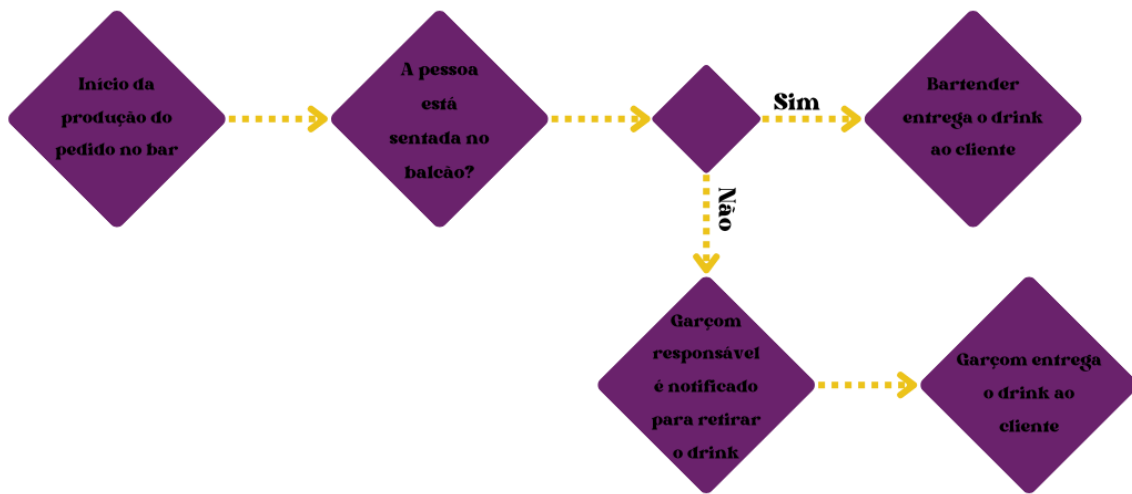 Início da
produção do
pedido no bar
A pessoa
está
sentada no
balcão?
Sim
Bartender
entrega o drink
ao cliente
Não
Garçom
responsável
é notificado
para retirar
o drink
Garçom entrega
o drink ao
cliente